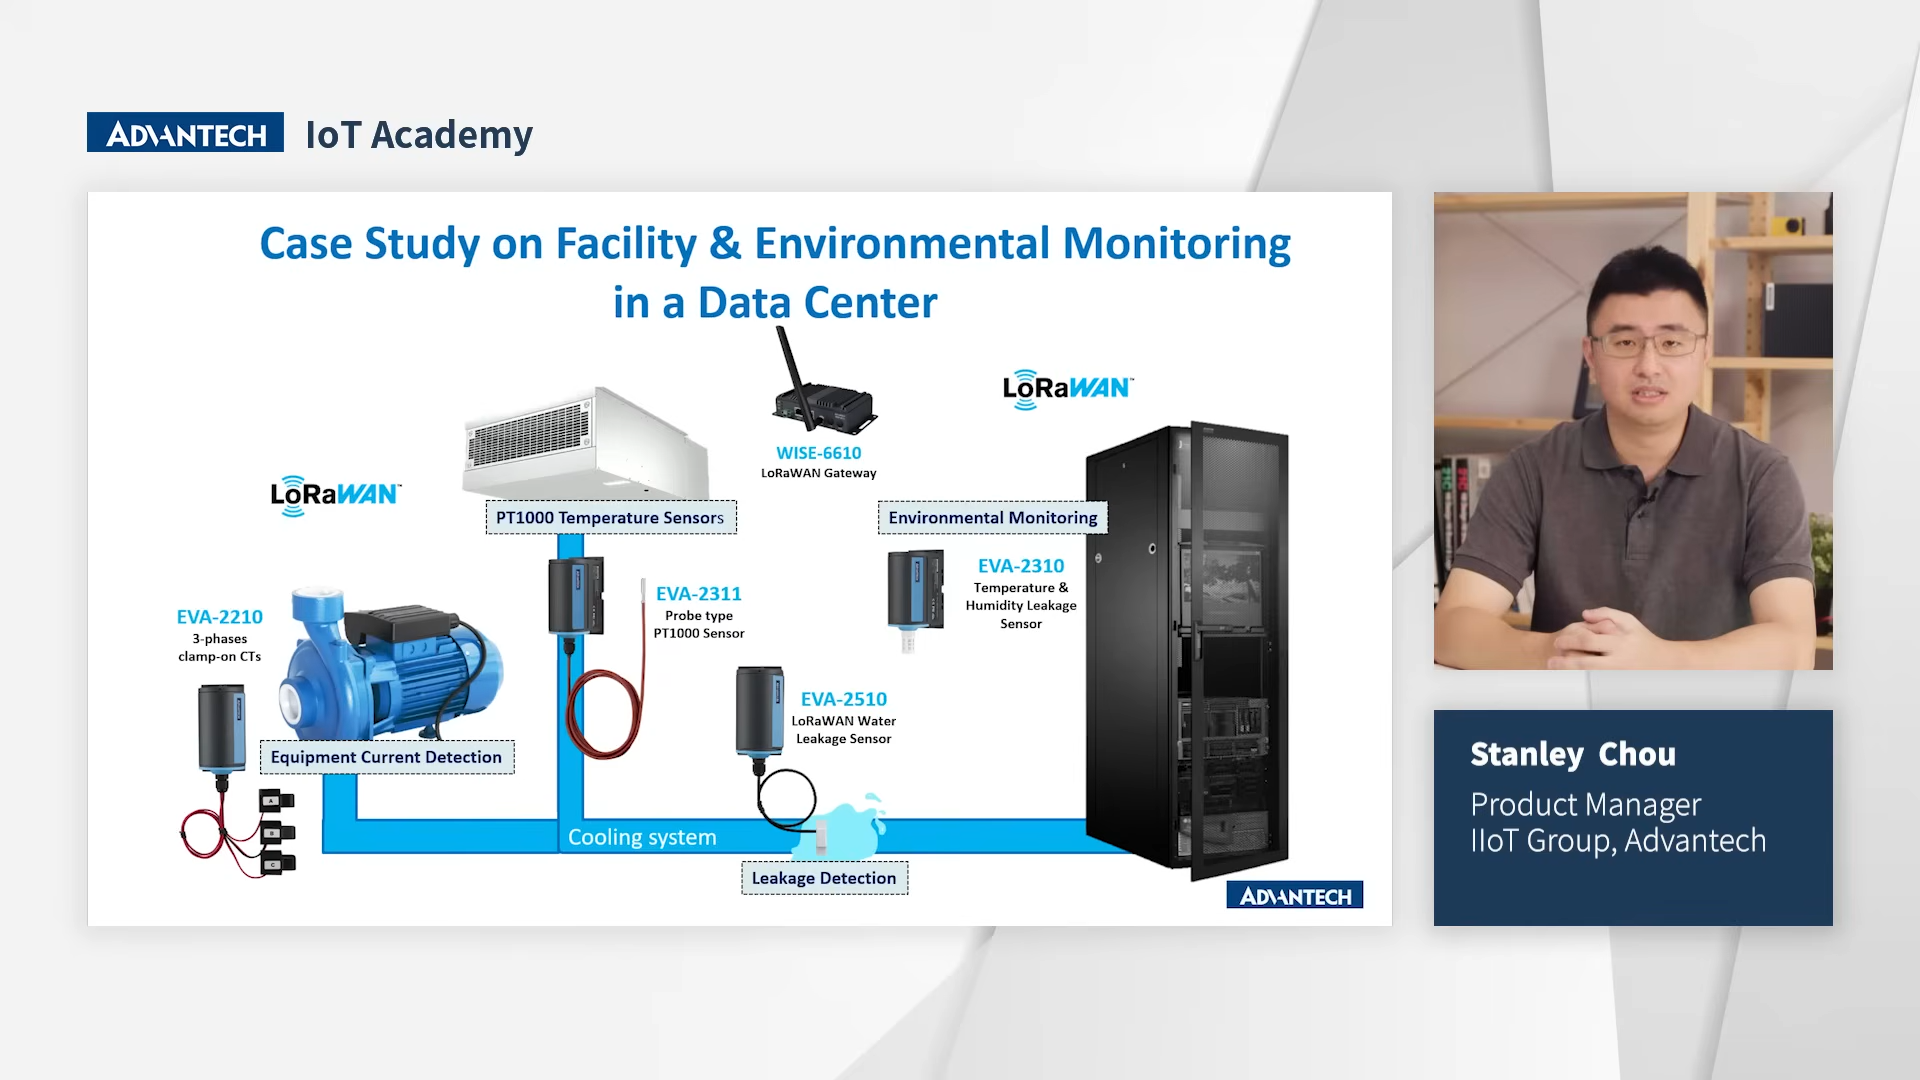 ADVANTECH IoT Academy
Case Study on Facility & Environmental Monitoring
in a Data Center
LoRaWAN™
WISE-6610
LoRaWAN Gateway
LoRaWAN
PT1000 Temperature Sensors
Environmental Monitoring
EVA-2310
Temperature &
Humidity Leakage
Sensor
EVA-2311
Probe type
PT1000 Sensor
EVA-2210
3-phases
clamp-on CTs
EVA-2510
LoRaWAN Water
Leakage Sensor
Equipment Current Detection
A
B
C
Cooling system
Leakage Detection
ADVANTECH
Stanley Chou
Product Manager
IIoT Group, Advantech